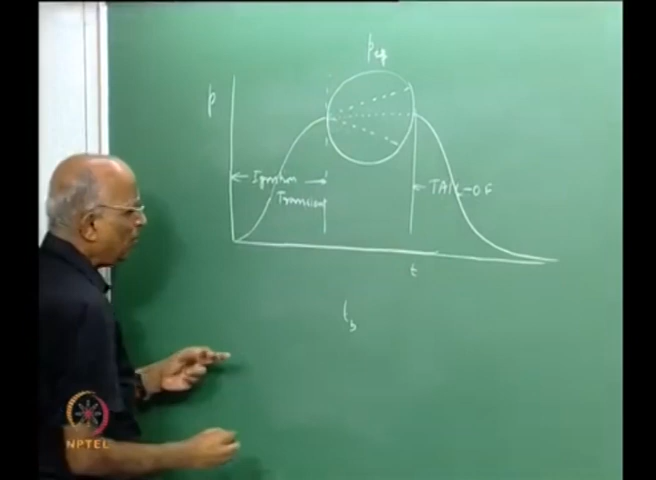 p_eq
p
← Ignition →
Transient
← TAIL-OF
t
t_b
NPTEL